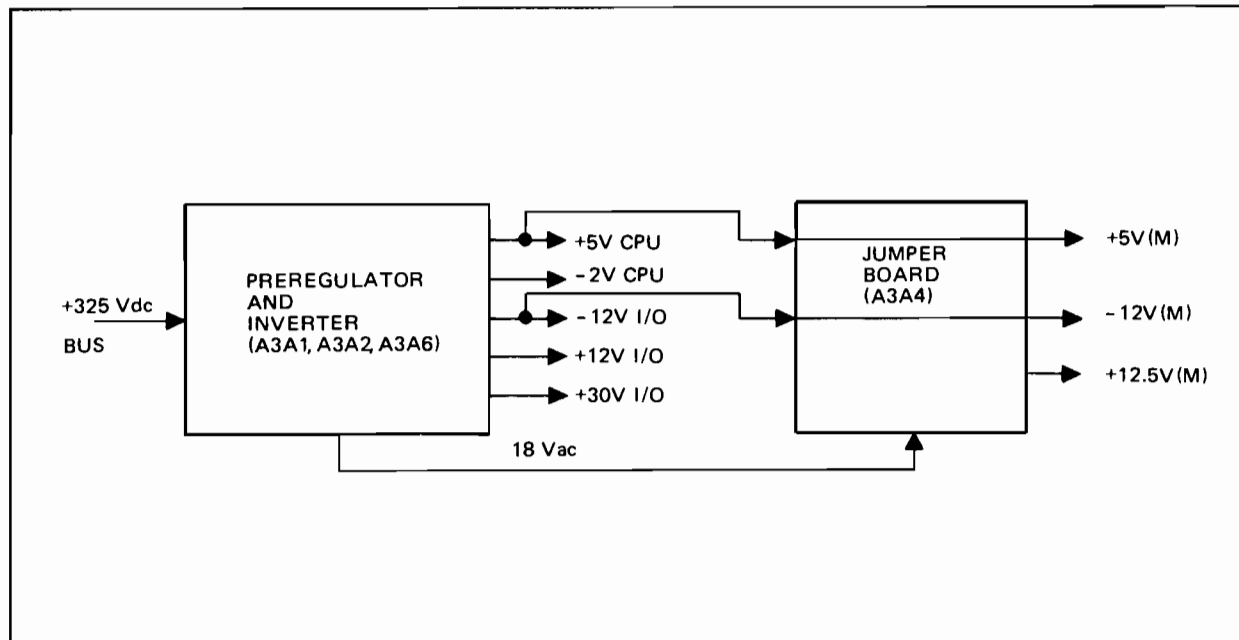 +325 Vdc
BUS
PREREGULATOR
AND
INVERTER
(A3A1, A3A2, A3A6)
+5V CPU
-2V CPU
-12V I/O
+12V I/O
+30V I/O
18 Vac
JUMPER
BOARD
(A3A4)
+5V(M)
-12V(M)
+12.5V(M)